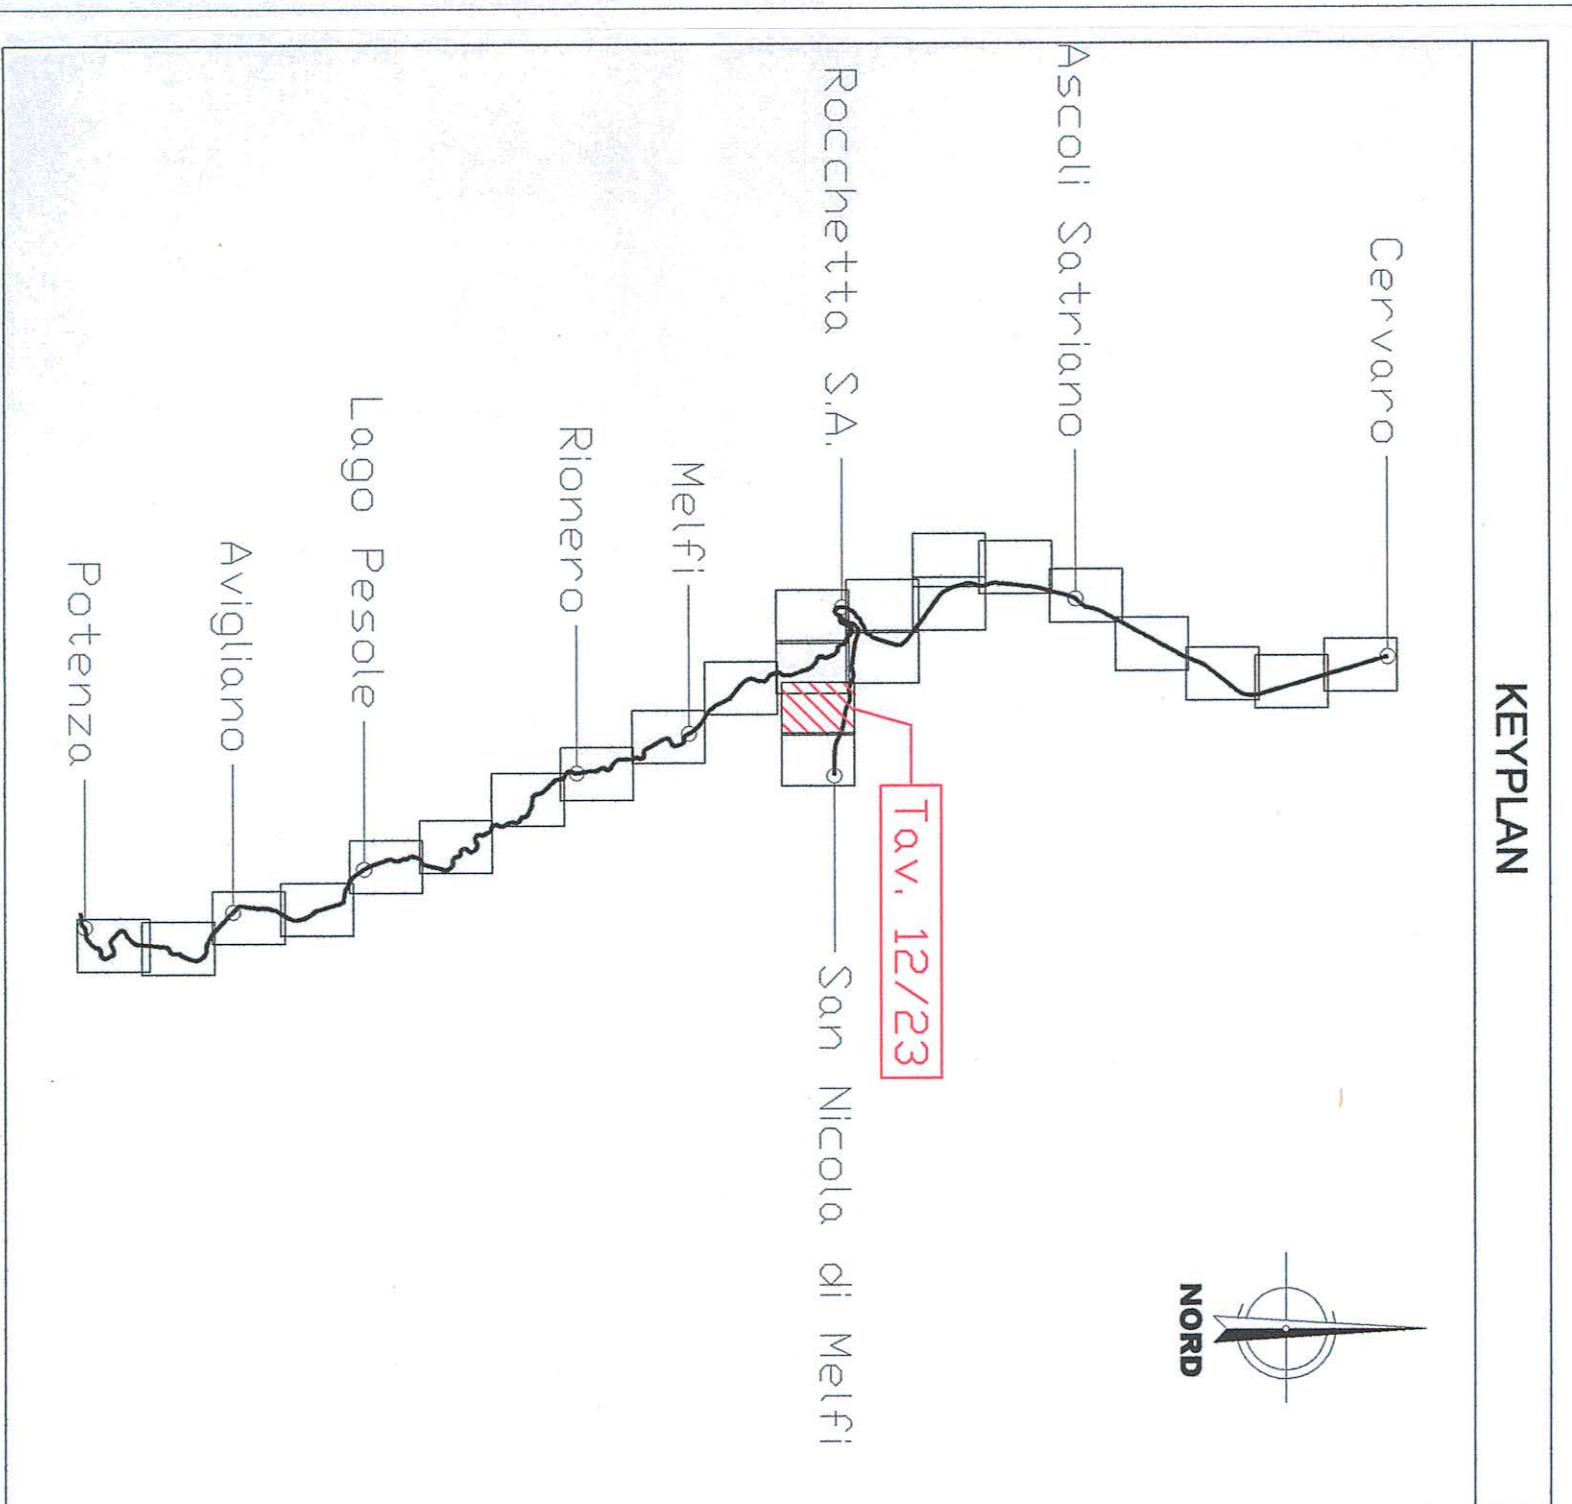 KEYPLAN
Cervaro
Ascoli Satriano
Rocchetta S.A.
Tav. 12/23
San Nicola di Melfi
Melfi
Rionero
Lago Pesole
Avigliano
Potenza
NORD